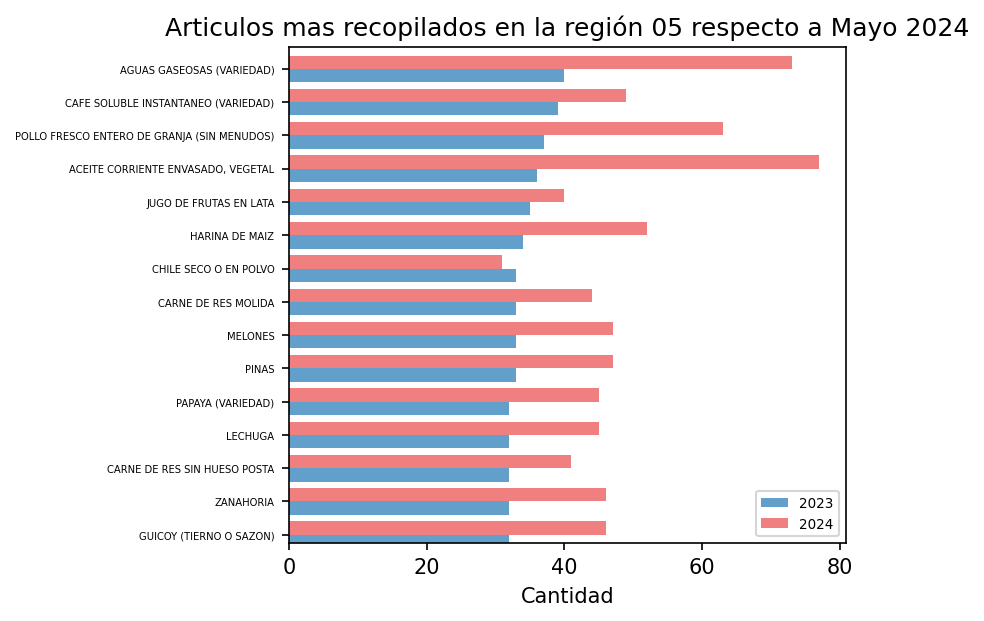 Articulos mas recopilados en la región 05 respecto a Mayo 2024
AGUAS GASEOSAS (VARIEDAD)
CAFE SOLUBLE INSTANTANEO (VARIEDAD)
POLLO FRESCO ENTERO DE GRANJA (SIN MENUDOS)
ACEITE CORRIENTE ENVASADO, VEGETAL
JUGO DE FRUTAS EN LATA
HARINA DE MAIZ
CHILE SECO O EN POLVO
CARNE DE RES MOLIDA
MELONES
PINAS
PAPAYA (VARIEDAD)
LECHUGA
CARNE DE RES SIN HUESO POSTA
ZANAHORIA
GUICOY (TIERNO O SAZON)
2023
2024
0 20 40 60 80
Cantidad